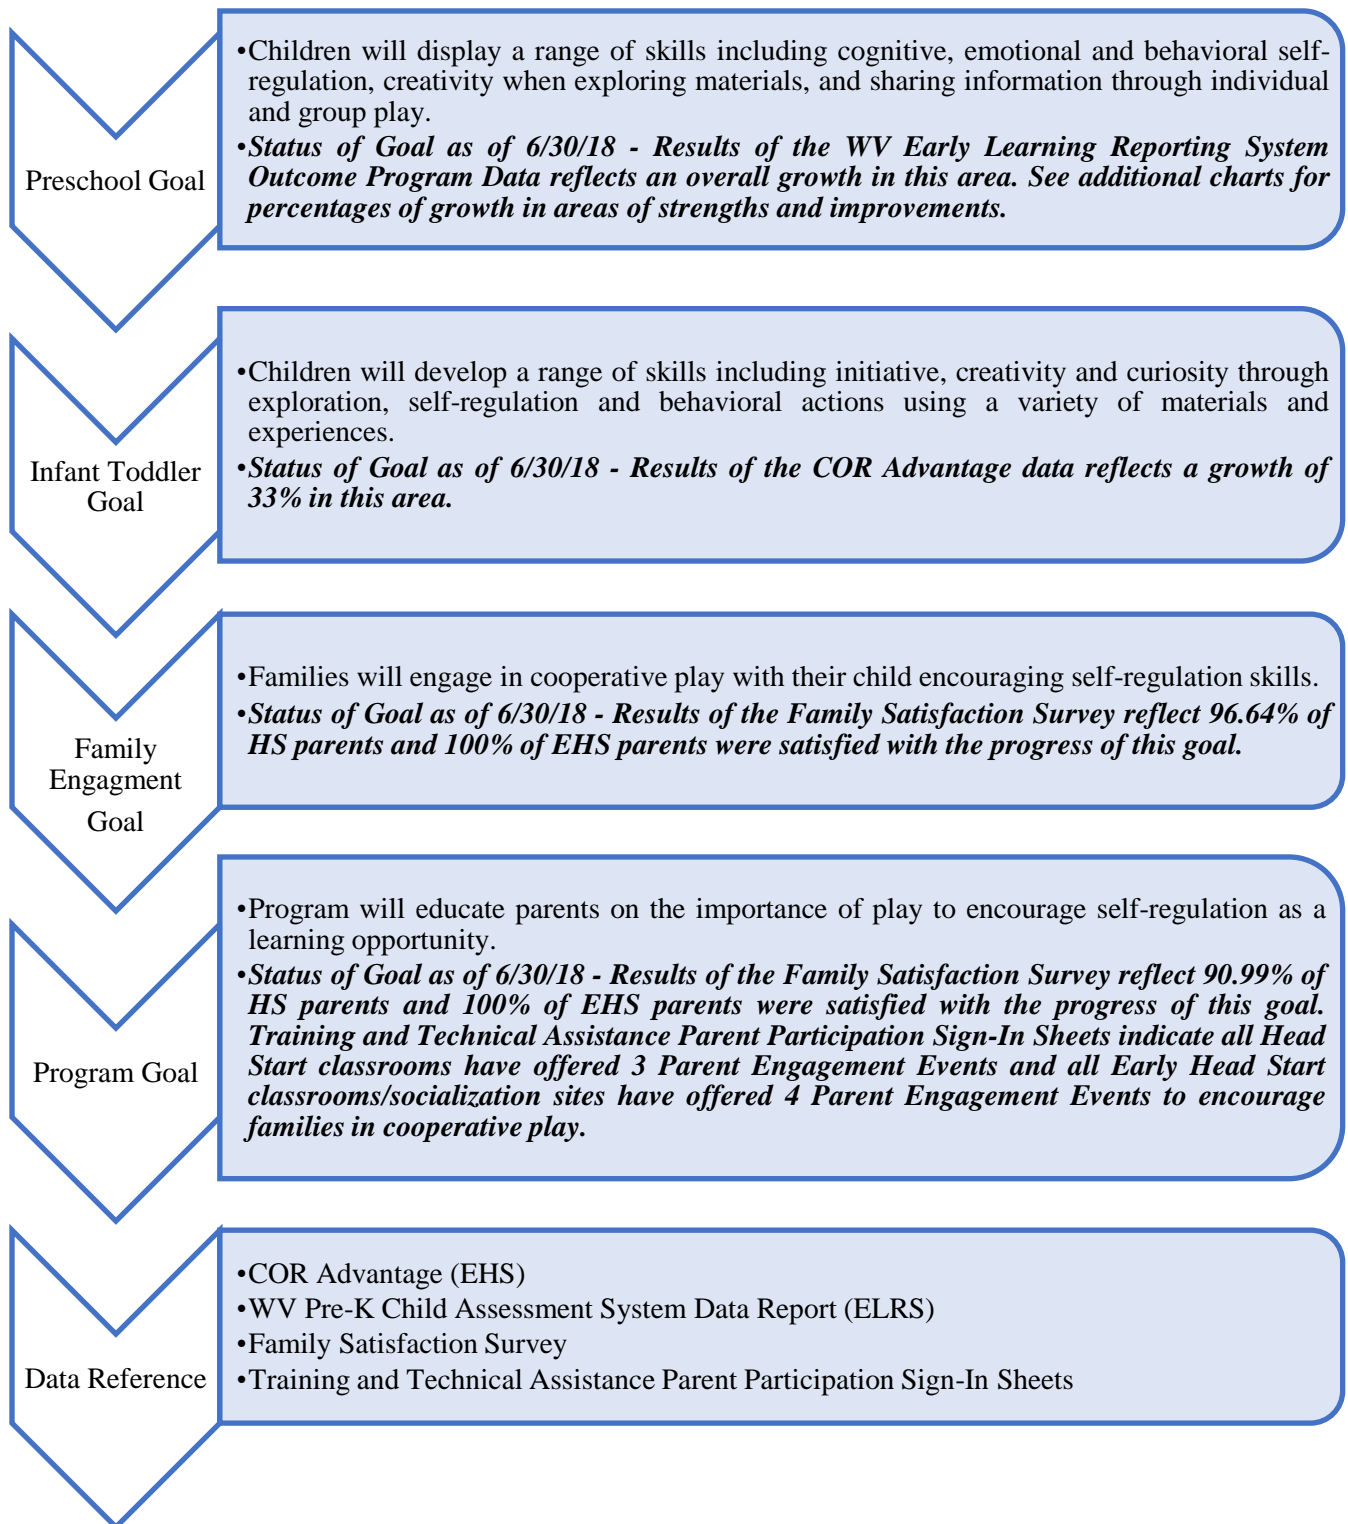 Preschool Goal
•Children will display a range of skills including cognitive, emotional and behavioral self-
regulation, creativity when exploring materials, and sharing information through individual
and group play.
•Status of Goal as of 6/30/18 - Results of the WV Early Learning Reporting System
Outcome Program Data reflects an overall growth in this area. See additional charts for
percentages of growth in areas of strengths and improvements.
Infant Toddler
Goal
•Children will develop a range of skills including initiative, creativity and curiosity through
exploration, self-regulation and behavioral actions using a variety of materials and
experiences.
•Status of Goal as of 6/30/18 - Results of the COR Advantage data reflects a growth of
33% in this area.
Family
Engagment
Goal
•Families will engage in cooperative play with their child encouraging self-regulation skills.
•Status of Goal as of 6/30/18 - Results of the Family Satisfaction Survey reflect 96.64% of
HS parents and 100% of EHS parents were satisfied with the progress of this goal.
Program Goal
•Program will educate parents on the importance of play to encourage self-regulation as a
learning opportunity.
•Status of Goal as of 6/30/18 - Results of the Family Satisfaction Survey reflect 90.99% of
HS parents and 100% of EHS parents were satisfied with the progress of this goal.
Training and Technical Assistance Parent Participation Sign-In Sheets indicate all Head
Start classrooms have offered 3 Parent Engagement Events and all Early Head Start
classrooms/socialization sites have offered 4 Parent Engagement Events to encourage
families in cooperative play.
Data Reference
•COR Advantage (EHS)
•WV Pre-K Child Assessment System Data Report (ELRS)
•Family Satisfaction Survey
•Training and Technical Assistance Parent Participation Sign-In Sheets